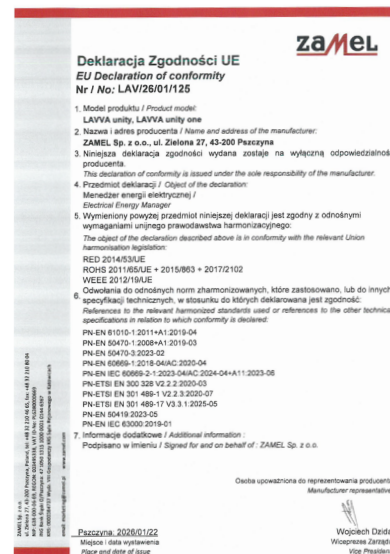 ZAMEL
Deklaracja Zgodności UE
EU Declaration of conformity
Nr / No: LAV/26/01/125
1. Model produktu / Product model:
LAVVA unity, LAVVA unity one
2. Nazwa i adres producenta / Name and address of the manufacturer:
ZAMEL Sp. z o.o., ul. Zielona 27, 43-200 Pszczyna
3. Niniejsza deklaracja zgodności wydana zostaje na wyłączną odpowiedzialnoś
producenta.
This declaration of conformity is issued under the sole responsibility of the manufacturer.
4. Przedmiot deklaracji / Object of the declaration:
Menedżer energii elektrycznej /
Electrical Energy Manager
5. Wymieniony powyżej przedmiot niniejszej deklaracji jest zgodny z odnośnymi
wymaganiami unijnego prawodawstwa harmonizacyjnego:
The object of the declaration described above is in conformity with the relevant Union
harmonisation legislation:
RED 2014/53/UE
ROHS 2011/65/UE + 2015/863 + 2017/2102
WEEE 2012/19/UE
6. Odwołania do odnośnych norm zharmonizowanych, które zastosowano, lub do innych
specyfikacji technicznych, w stosunku do których deklarowana jest zgodność:
References to the relevant harmonized standards used or references to the other technical
specifications in relation to which conformity is declared:
PN-EN 61010-1:2011+A1:2019-04
PN-EN 50470-1:2008+A1:2019-03
PN-EN 50470-3:2023-02
PN-EN 60669-1:2018-04/AC:2020-04
PN-EN IEC 60669-2-1:2023-04/AC:2024-04+A11:2023-06
PN-ETSI EN 300 328 V2.2.2:2020-03
PN-ETSI EN 301 489-1 V2.2.3:2020-07
PN-ETSI EN 301 489-17 V3.3.1:2025-05
PN-EN 50419:2023-05
PN-EN IEC 63000:2019-01
7. Informacje dodatkowe / Additional information :
Podpisano w imieniu / Signed for and on behalf of : ZAMEL Sp. z o.o.
Osoba upoważniona do reprezentowania producenta
Manufacturer representative
Pszczyna: 2026/01/22
Miejsce i data wystawienia
Place and date of issue
Wojciech Dzida
Wiceprezes Zarządu
Vice President
ZAMEL Sp. z o.o.